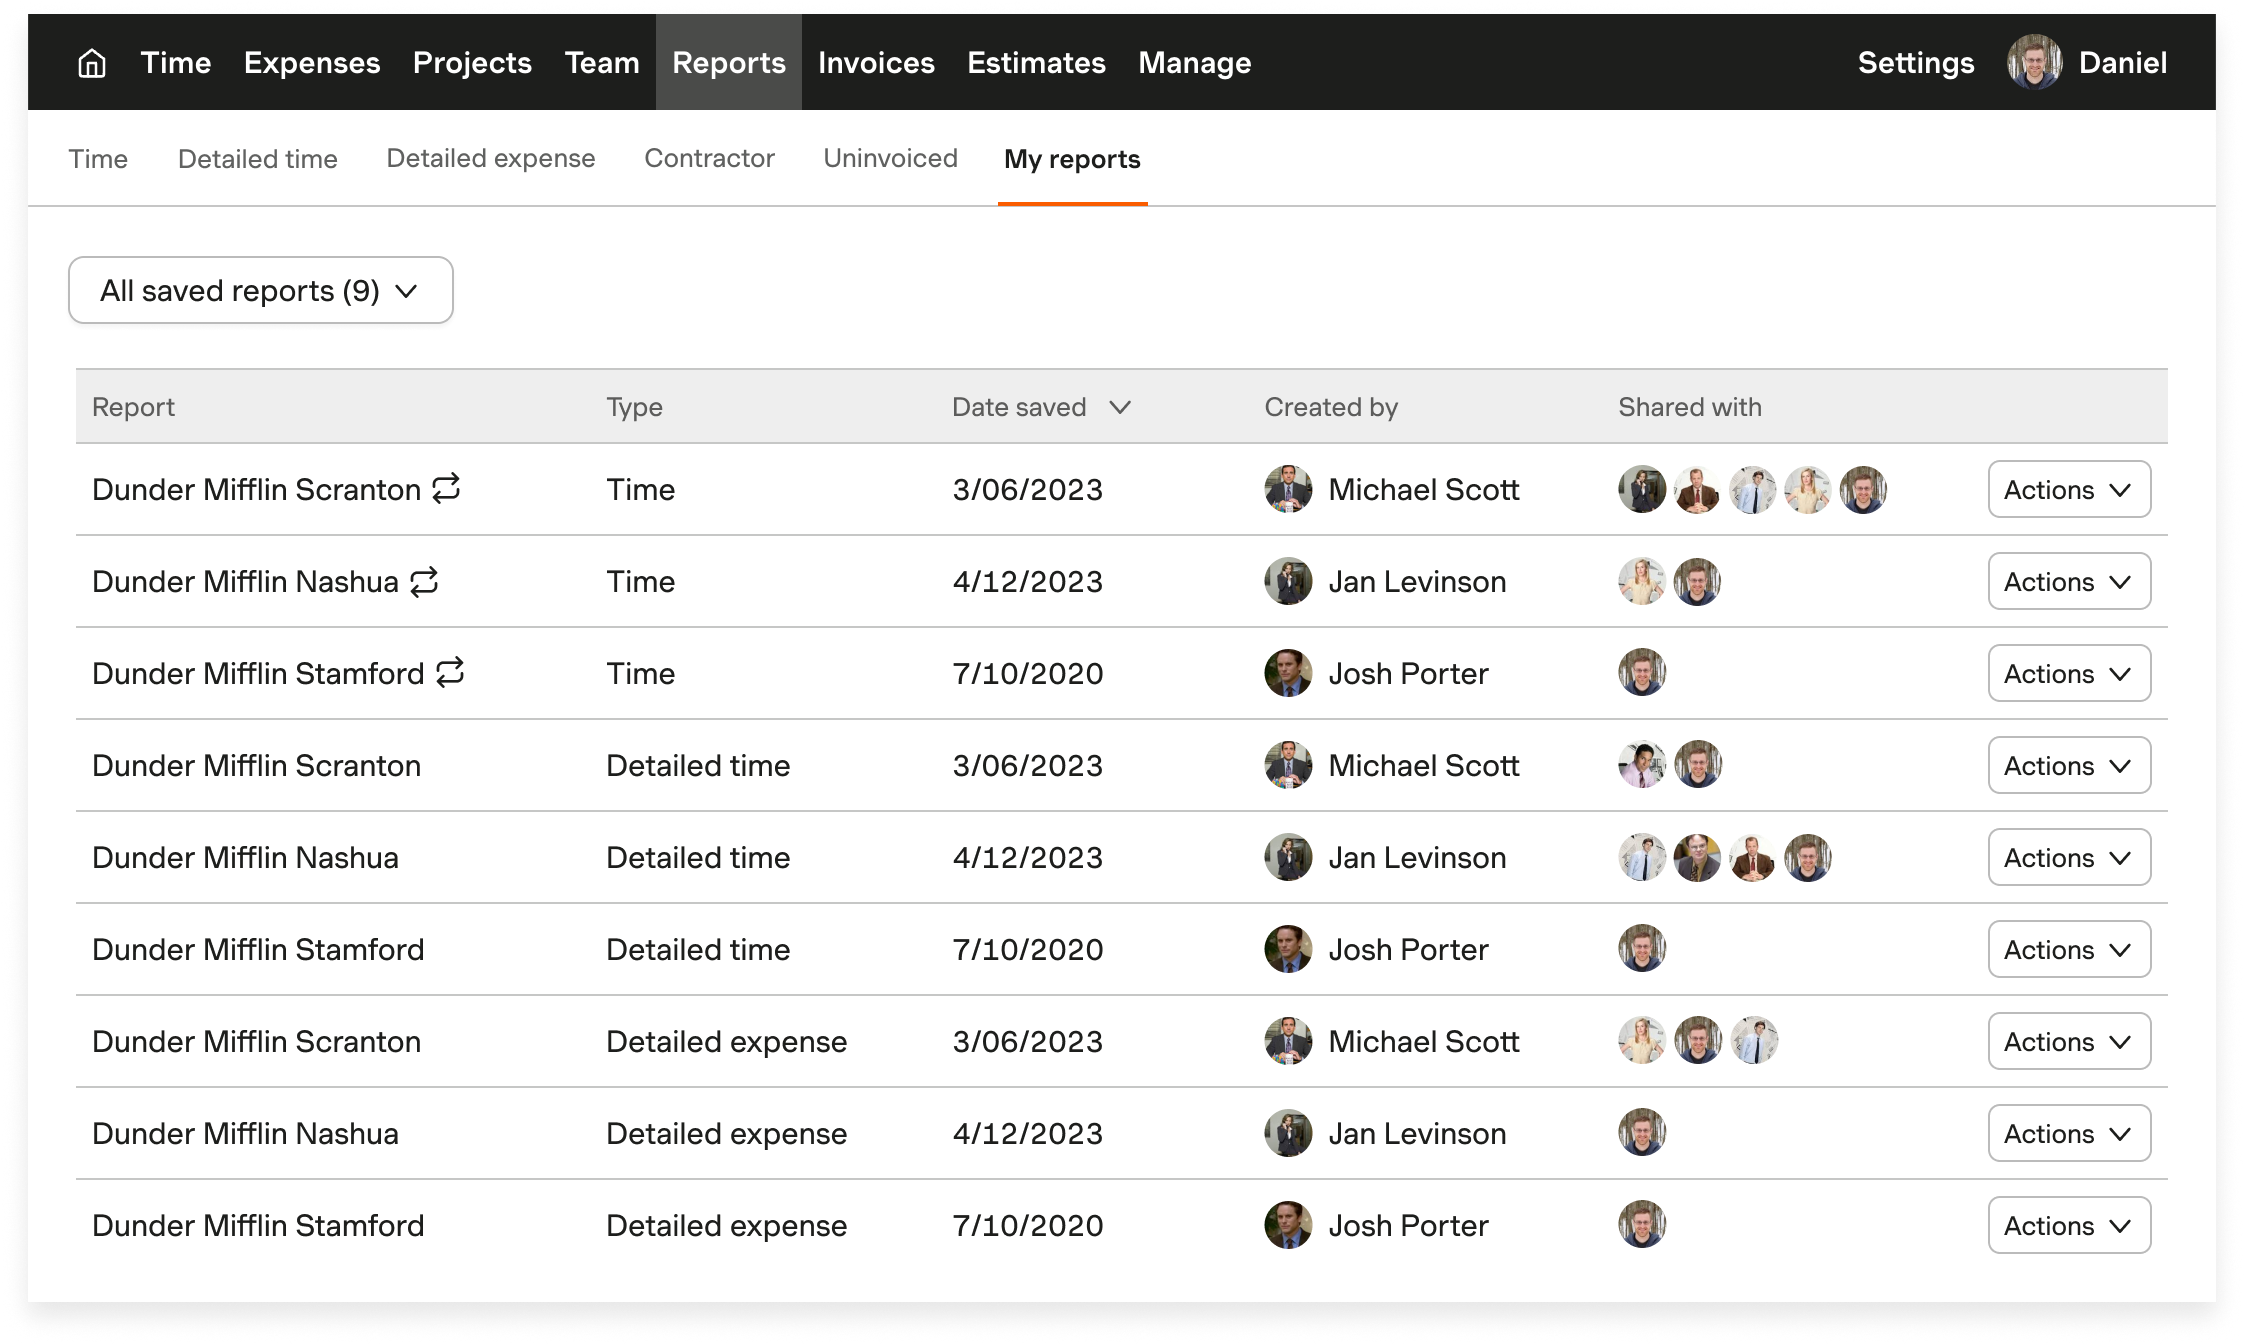 Time Expenses Projects Team Reports Invoices Estimates Manage Settings Daniel
Time Detailed time Detailed expense Contractor Uninvoiced My reports
All saved reports (9)
Report Type Date saved Created by Shared with
Dunder Mifflin Scranton Time 3/06/2023 Michael Scott Actions
Dunder Mifflin Nashua Time 4/12/2023 Jan Levinson Actions
Dunder Mifflin Stamford Time 7/10/2020 Josh Porter Actions
Dunder Mifflin Scranton Detailed time 3/06/2023 Michael Scott Actions
Dunder Mifflin Nashua Detailed time 4/12/2023 Jan Levinson Actions
Dunder Mifflin Stamford Detailed time 7/10/2020 Josh Porter Actions
Dunder Mifflin Scranton Detailed expense 3/06/2023 Michael Scott Actions
Dunder Mifflin Nashua Detailed expense 4/12/2023 Jan Levinson Actions
Dunder Mifflin Stamford Detailed expense 7/10/2020 Josh Porter Actions